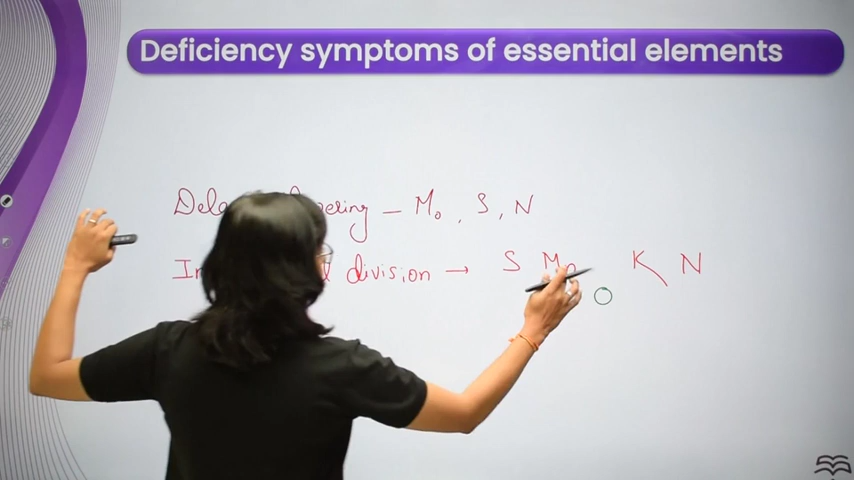 Deficiency symptoms of essential elements
– Mo, S, N
division → S Mo K N